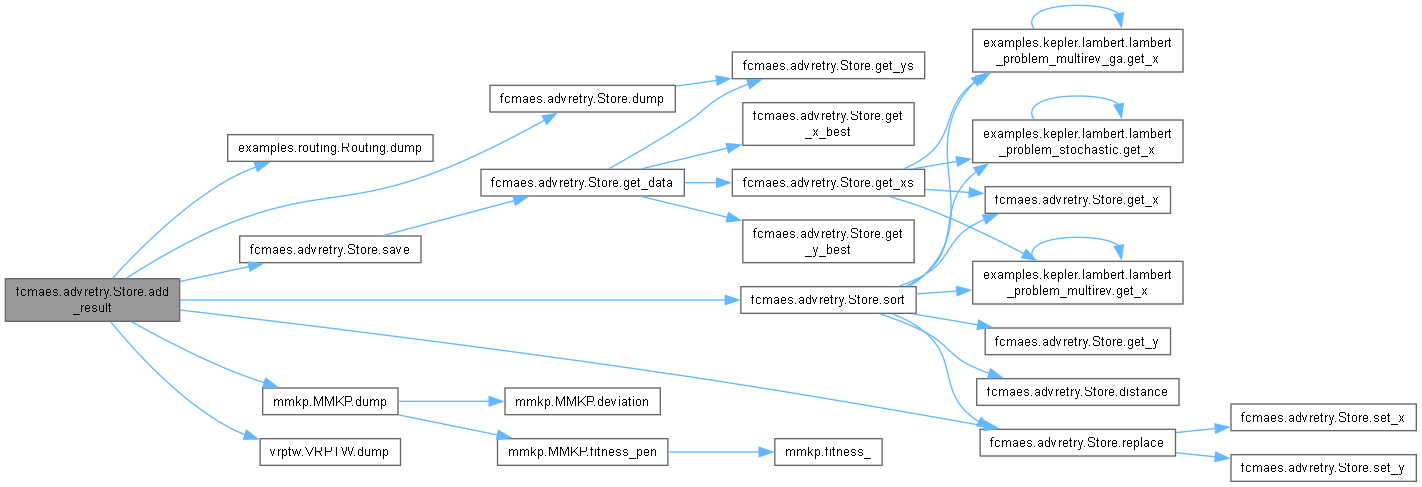 fcmaes.advretry.Store.add
_result
examples.routing.Routing.dump
fcmaes.advretry.Store.save
mmkp.MMKP.dump
vrptw.VRPTW.dump
fcmaes.advretry.Store.dump
fcmaes.advretry.Store.get_data
mmkp.MMKP.deviation
mmkp.MMKP.fitness_pen
fcmaes.advretry.Store.get_ys
fcmaes.advretry.Store.get
_x_best
fcmaes.advretry.Store.get_xs
fcmaes.advretry.Store.get
_y_best
fcmaes.advretry.Store.sort
mmkp.fitness_
examples.kepler.lambert.lambert
_problem_multirev_ga.get_x
examples.kepler.lambert.lambert
_problem_stochastic.get_x
fcmaes.advretry.Store.get_x
examples.kepler.lambert.lambert
_problem_multirev.get_x
fcmaes.advretry.Store.get_y
fcmaes.advretry.Store.distance
fcmaes.advretry.Store.replace
fcmaes.advretry.Store.set_x
fcmaes.advretry.Store.set_y